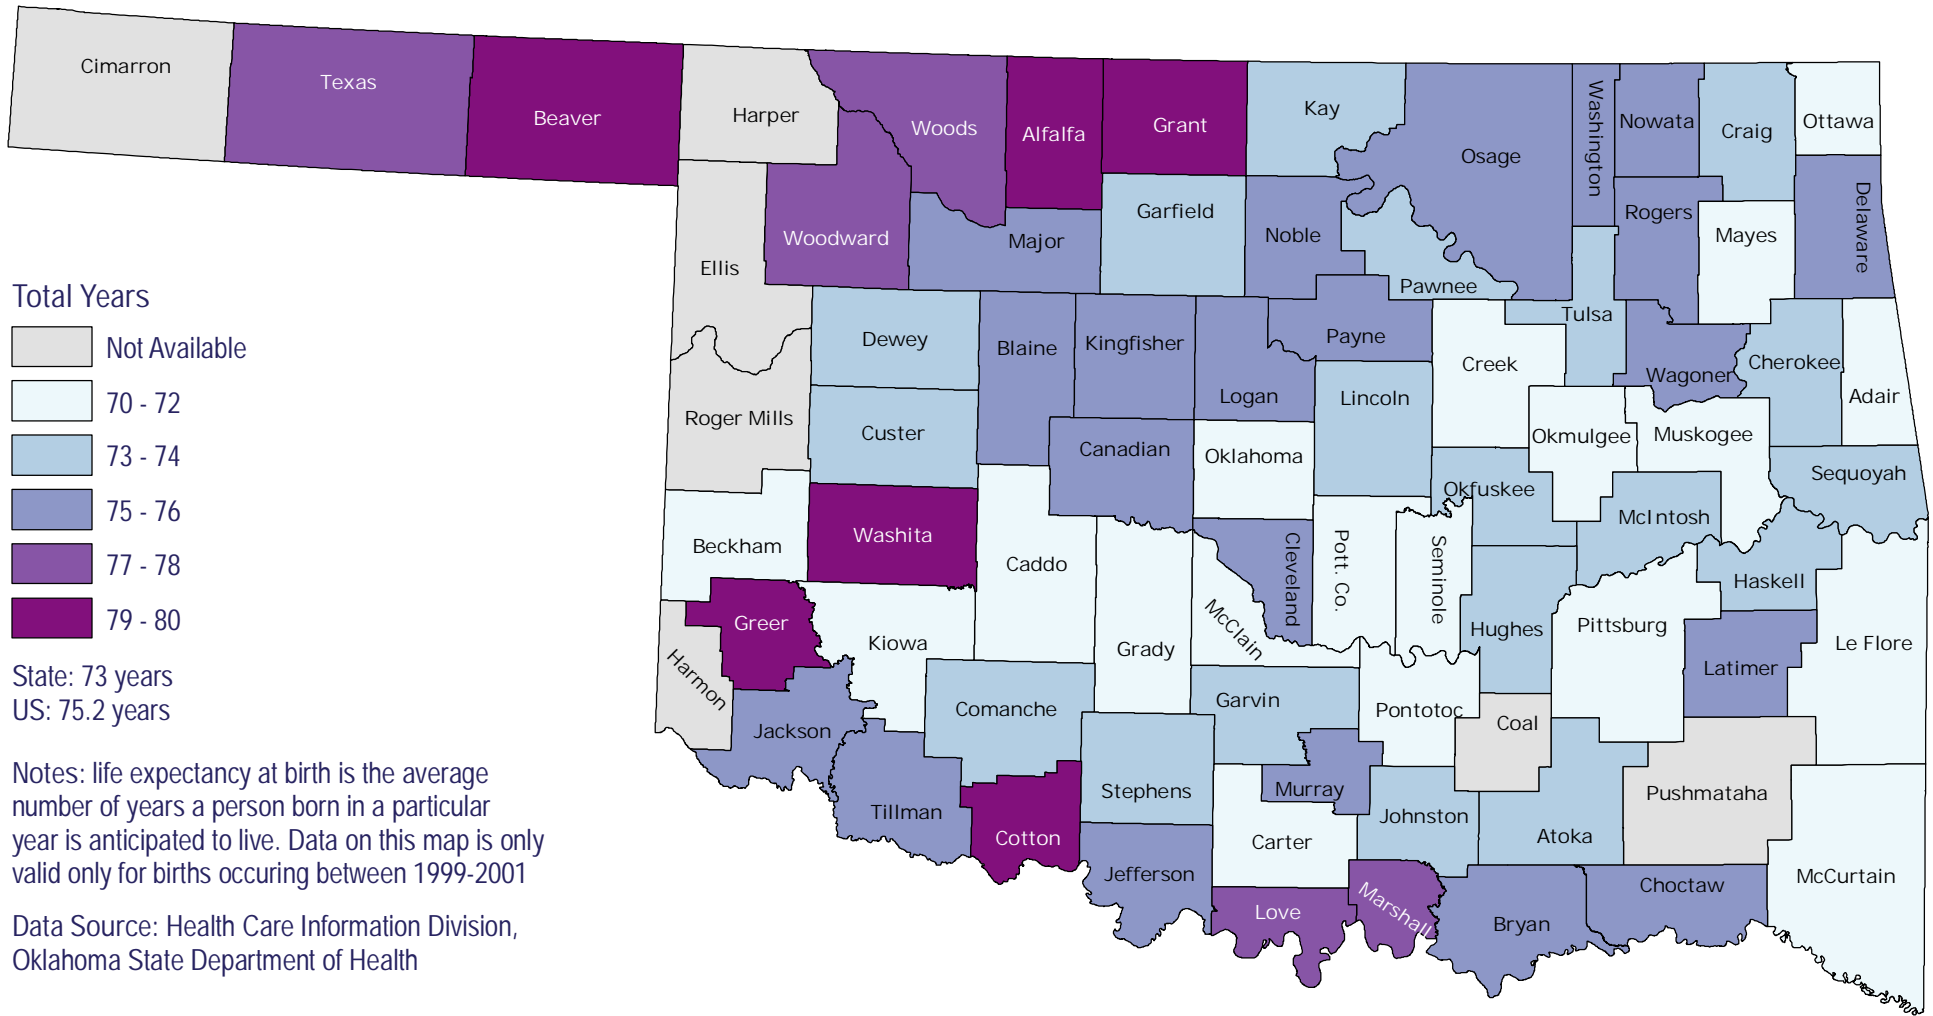 Cimarron
Texas
Beaver
Harper
Woods
Alfalfa
Grant
Kay
Osage
Washington
Nowata
Craig
Ottawa
Delaware
Woodward
Major
Garfield
Noble
Pawnee
Rogers
Mayes
Ellis
Dewey
Blaine
Kingfisher
Logan
Payne
Tulsa
Creek
Wagoner
Cherokee
Adair
Roger Mills
Custer
Canadian
Oklahoma
Lincoln
Okmulgee
Muskogee
Sequoyah
Okfuskee
McIntosh
Beckham
Washita
Caddo
Grady
McClain
Cleveland
Pott. Co.
Seminole
Hughes
Pittsburg
Haskell
Latimer
Le Flore
Greer
Harmon
Kiowa
Jackson
Comanche
Garvin
Pontotoc
Coal
Tillman
Cotton
Stephens
Murray
Johnston
Atoka
Pushmataha
Carter
Jefferson
Love
Marshall
Bryan
Choctaw
McCurtain
Total Years
Not Available
70 - 72
73 - 74
75 - 76
77 - 78
79 - 80
State: 73 years
US: 75.2 years
Notes: life expectancy at birth is the average
number of years a person born in a particular
year is anticipated to live. Data on this map is only
valid only for births occuring between 1999-2001
Data Source: Health Care Information Division,
Oklahoma State Department of Health